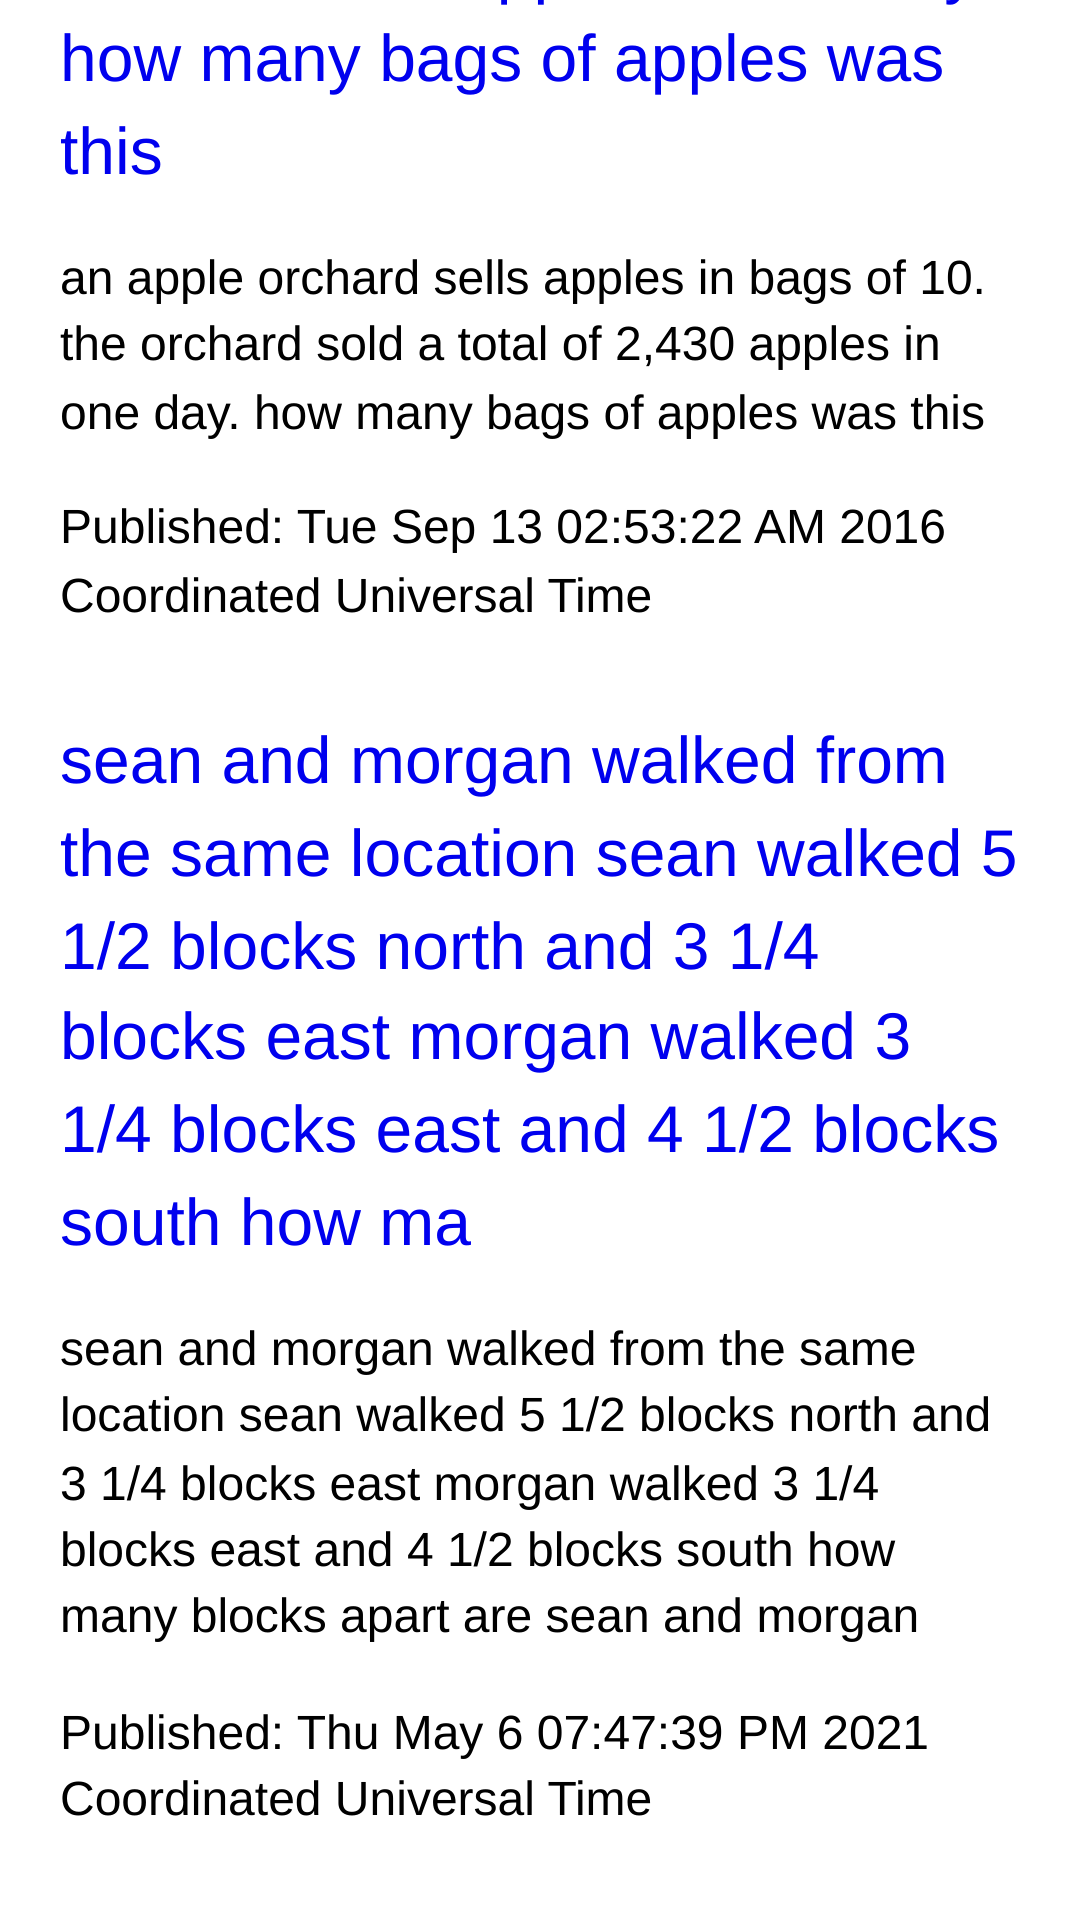 how many bags of apples was
this
an apple orchard sells apples in bags of 10.
the orchard sold a total of 2,430 apples in
one day. how many bags of apples was this
Published: Tue Sep 13 02:53:22 AM 2016
Coordinated Universal Time
sean and morgan walked from
the same location sean walked 5
1/2 blocks north and 3 1/4
blocks east morgan walked 3
1/4 blocks east and 4 1/2 blocks
south how ma
sean and morgan walked from the same
location sean walked 5 1/2 blocks north and
3 1/4 blocks east morgan walked 3 1/4
blocks east and 4 1/2 blocks south how
many blocks apart are sean and morgan
Published: Thu May 6 07:47:39 PM 2021
Coordinated Universal Time